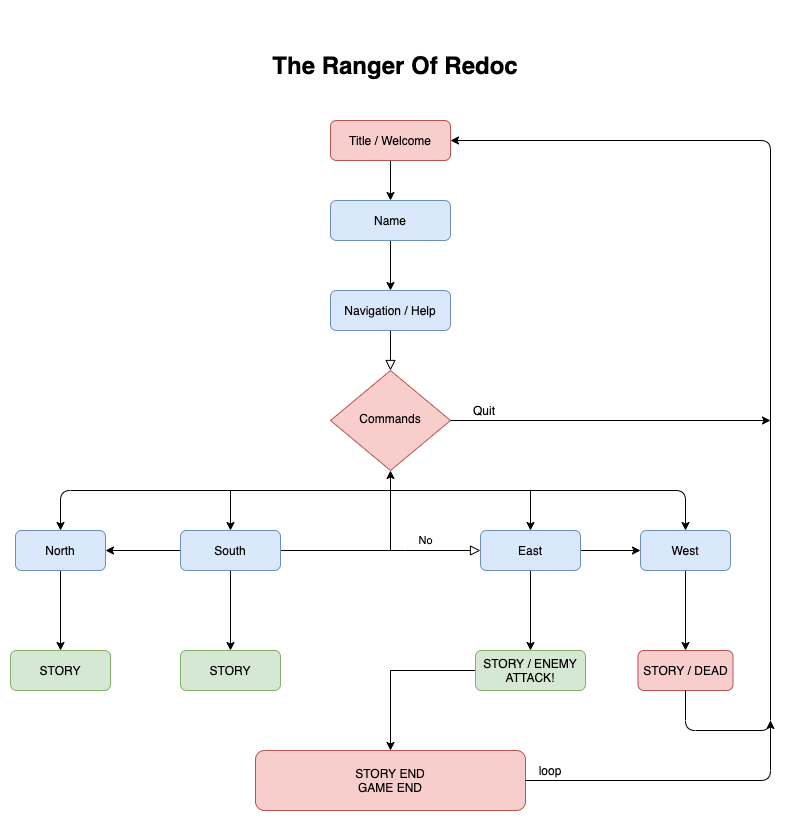 The Ranger Of Redoc
Title / Welcome
Name
Navigation / Help
Commands
Quit
No
North
South
East
West
STORY
STORY
STORY / ENEMY
ATTACK!
STORY / DEAD
STORY END
GAME END
loop